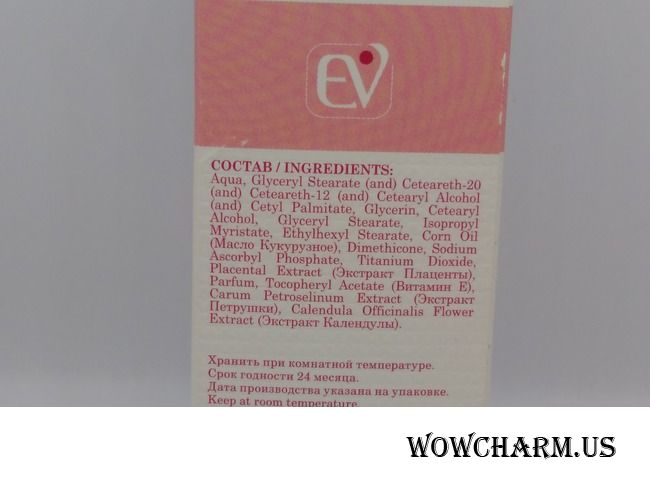 EV
СОСТАВ / INGREDIENTS:
Aqua, Glyceryl Stearate (and) Ceteareth-20
(and) Ceteareth-12 (and) Cetearyl Alcohol
(and) Cetyl Palmitate, Glycerin, Cetearyl
Alcohol, Glyceryl Stearate, Isopropyl
Myristate, Ethylhexyl Stearate, Corn Oil
(Масло Кукурузное), Dimethicone, Sodium
Ascorbyl Phosphate, Titanium Dioxide,
Placental Extract (Экстракт Плаценты),
Parfum, Tocopheryl Acetate (Витамин Е),
Carum Petroselinum Extract (Экстракт
Петрушки), Calendula Officinalis Flower
Extract (Экстракт Календулы).
Хранить при комнатной температуре.
Срок годности 24 месяца.
Дата производства указана на упаковке.
Keep at room temperature
WOWCHARM.US